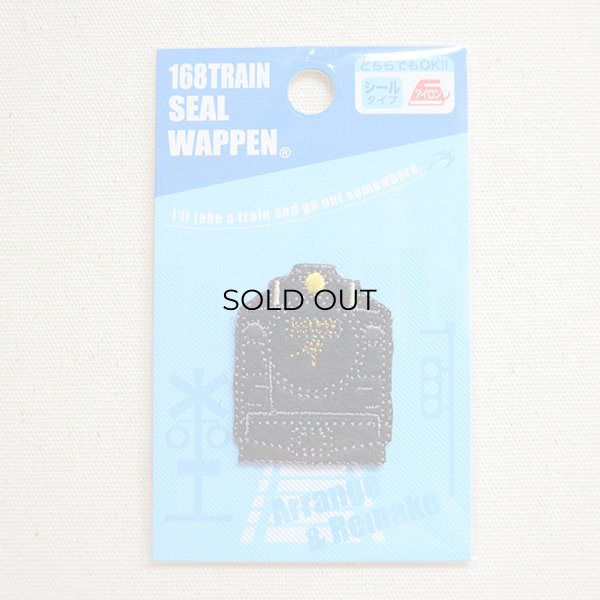 168TRAIN
SEAL
WAPPEN®
どちらでもOK!!
シール
タイプ
アイロン
I'll take a train and go out somewhere.
SOLD OUT
Arrange
& Remake